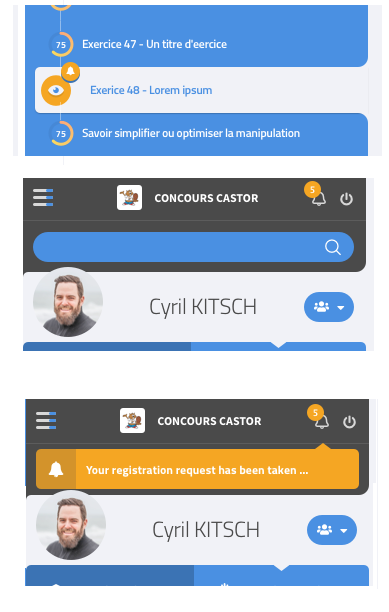 75 Exercice 47 - Un titre d'eercice
Exerice 48 - Lorem ipsum
75 Savoir simplifier ou optimiser la manipulation
CONCOURS CASTOR 5
Cyril KITSCH
CONCOURS CASTOR 5
Your registration request has been taken ...
Cyril KITSCH